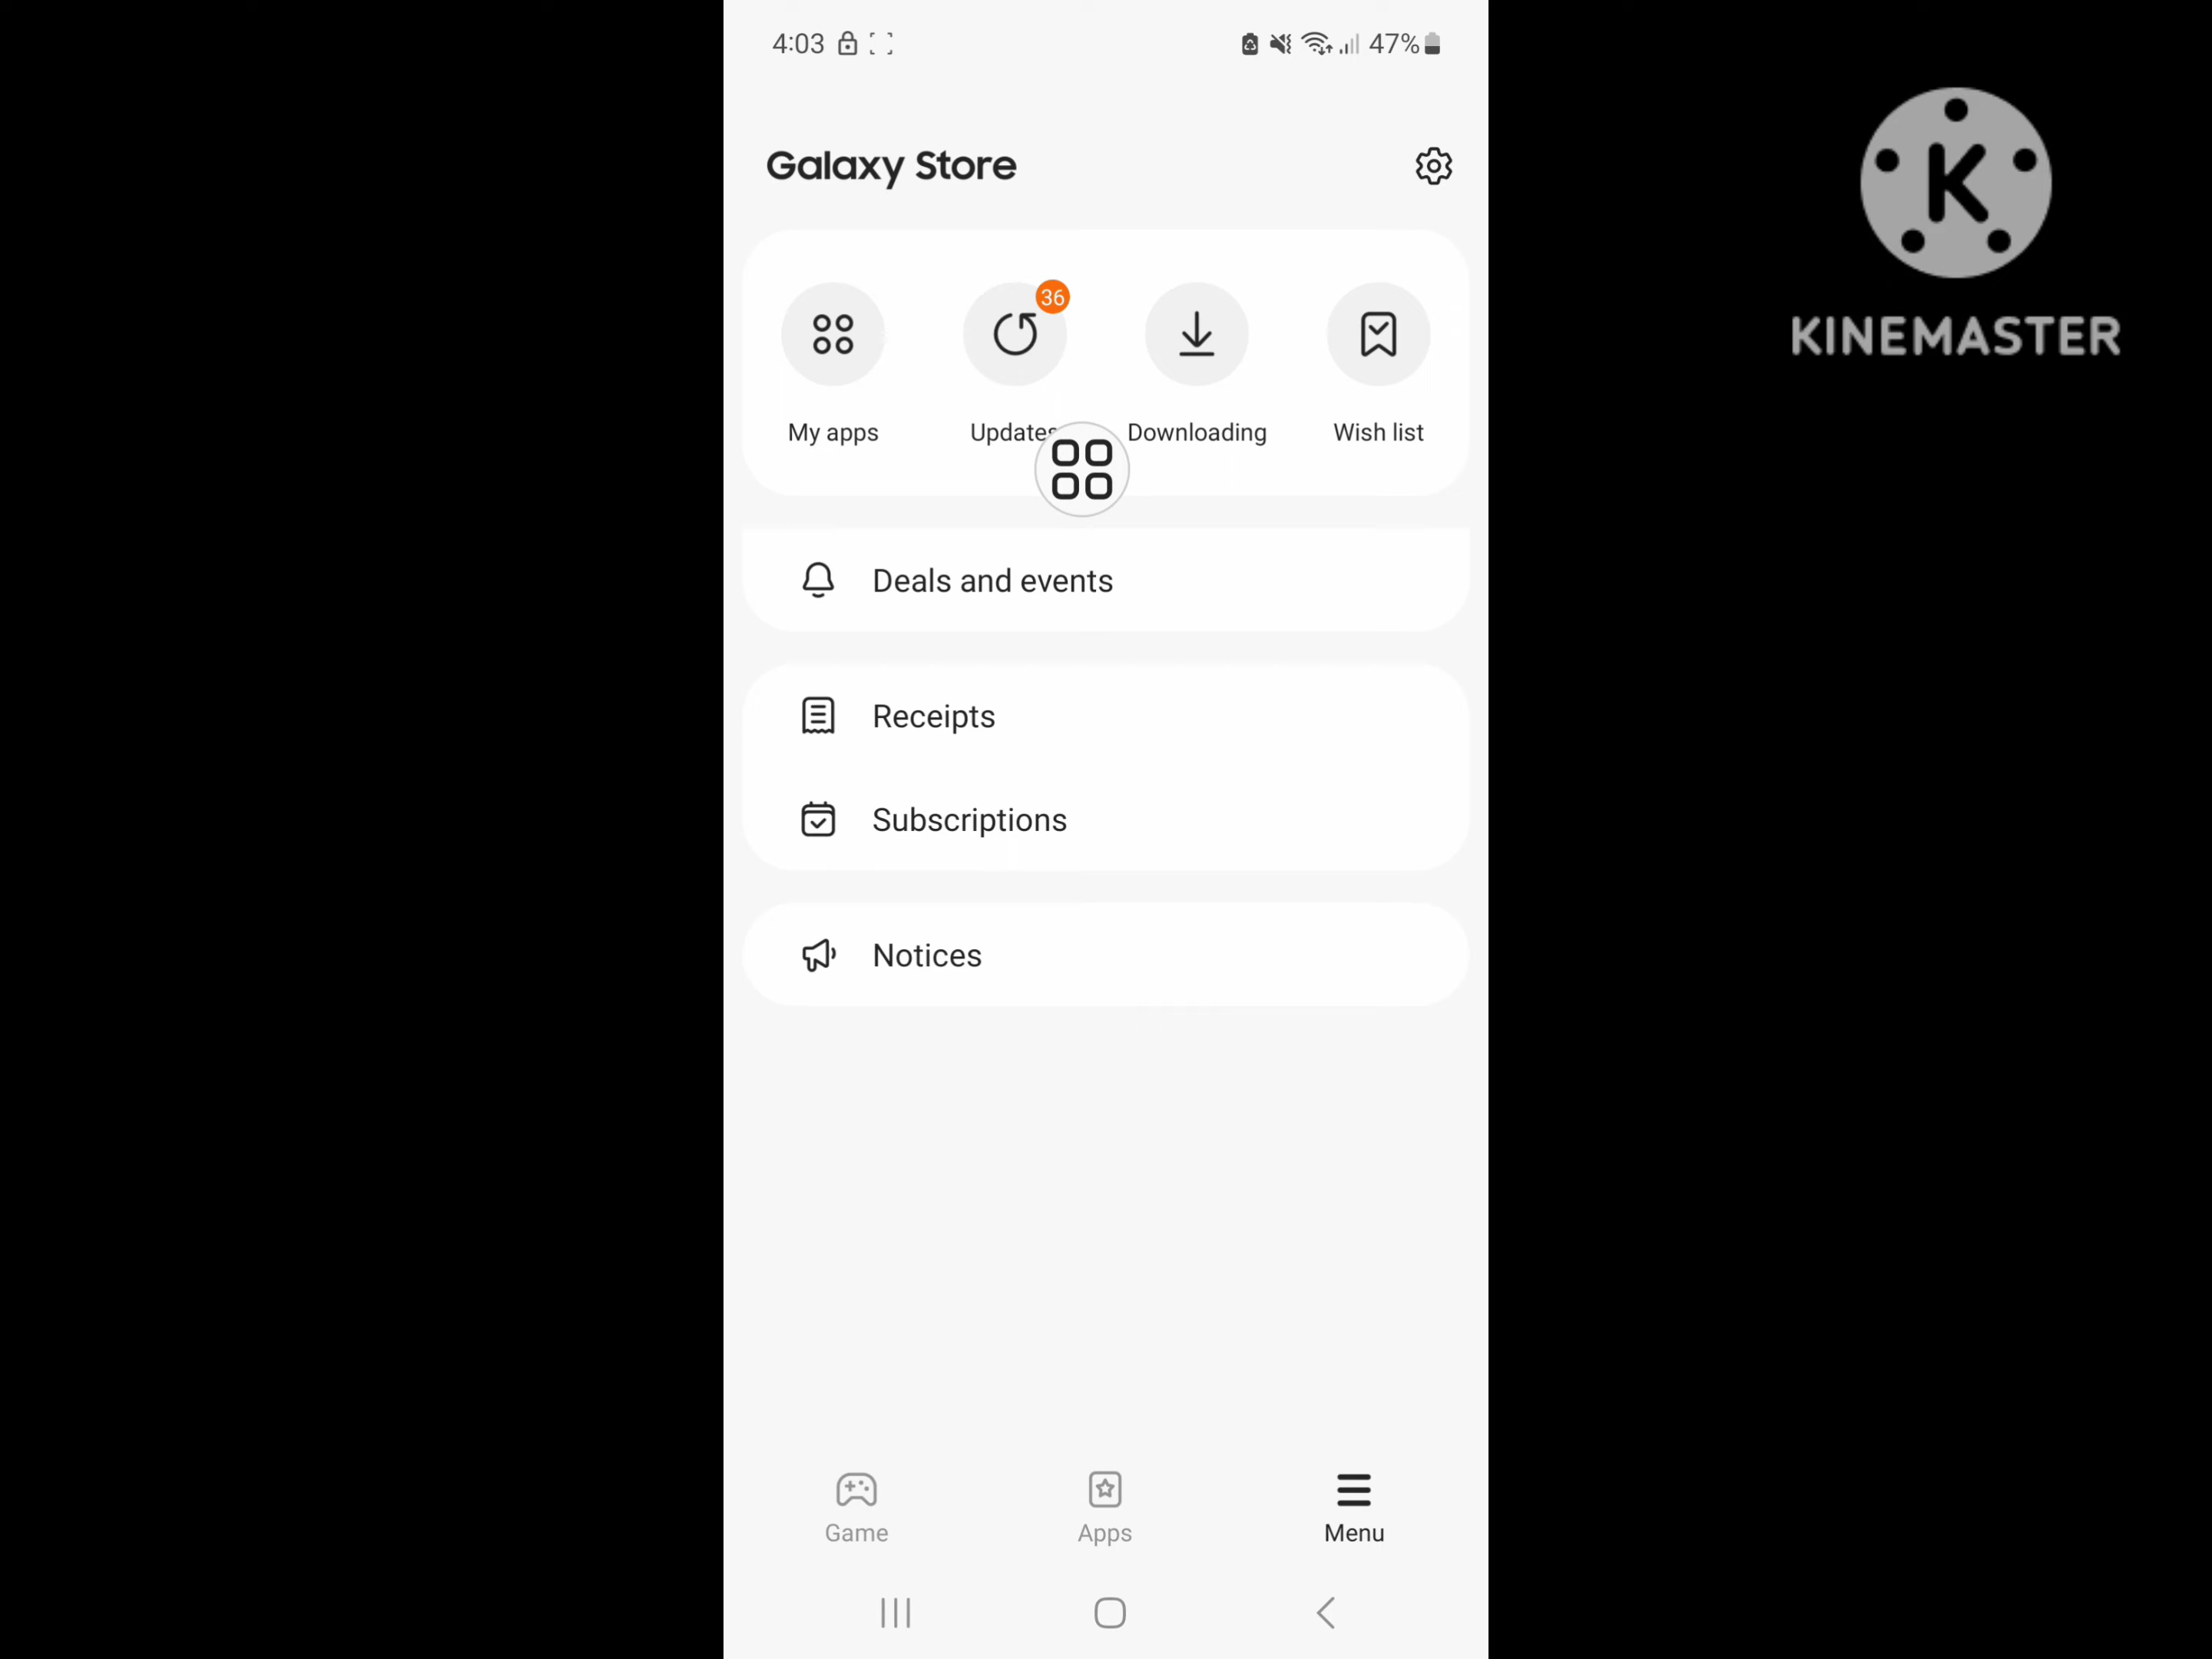 4:03
47%
Galaxy Store
36
My apps
Updates
Downloading
Wish list
Deals and events
Receipts
Subscriptions
Notices
Game
Apps
Menu
K
KINEMASTER